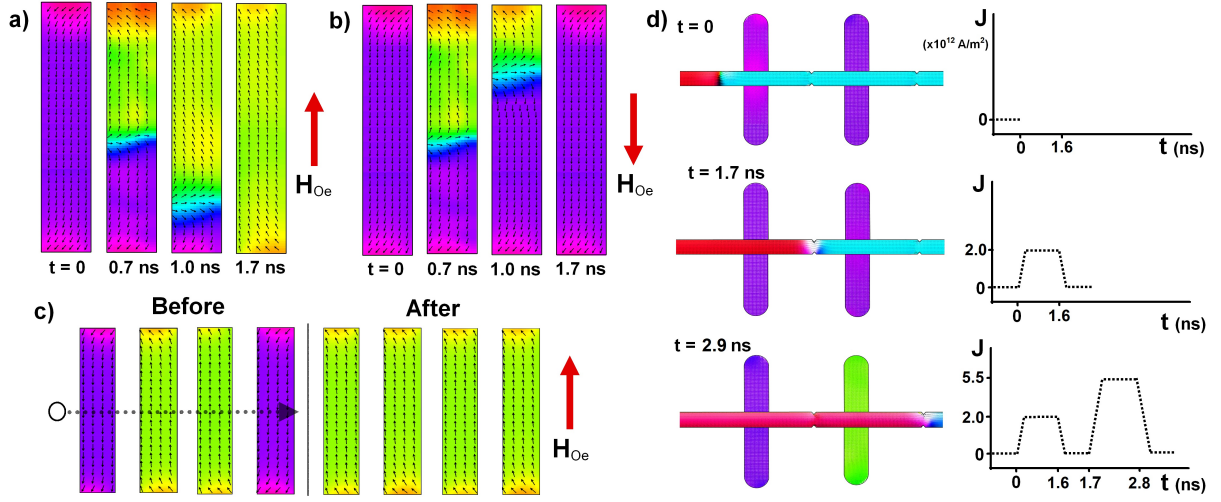 a)
H_Oe
t = 0 0.7 ns 1.0 ns 1.7 ns
b)
H_Oe
t = 0 0.7 ns 1.0 ns 1.7 ns
c)
Before After
H_Oe
d)
t = 0
J
(x10^12 A/m^2)
0
0 1.6
t (ns)
t = 1.7 ns
J
2.0
0
0 1.6
t (ns)
t = 2.9 ns
J
5.5
2.0
0
0 1.6 1.7 2.8
t (ns)